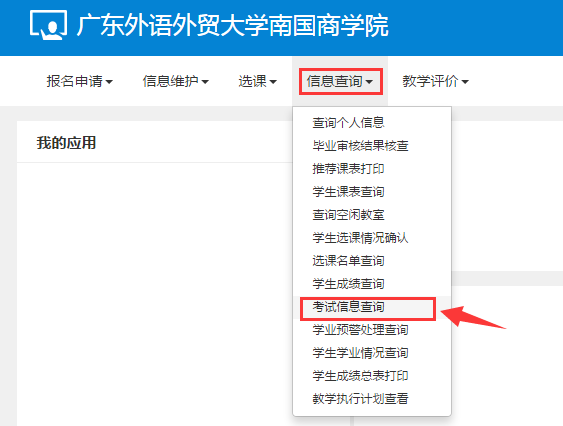 广东外语外贸大学南国商学院
报名申请 信息维护 选课 信息查询 教学评价
我的应用
查询个人信息
毕业审核结果核查
推荐课表打印
学生课表查询
查询空闲教室
学生选课情况确认
选课名单查询
学生成绩查询
考试信息查询
学业预警处理查询
学生学业情况查询
学生成绩总表打印
教学执行计划查看